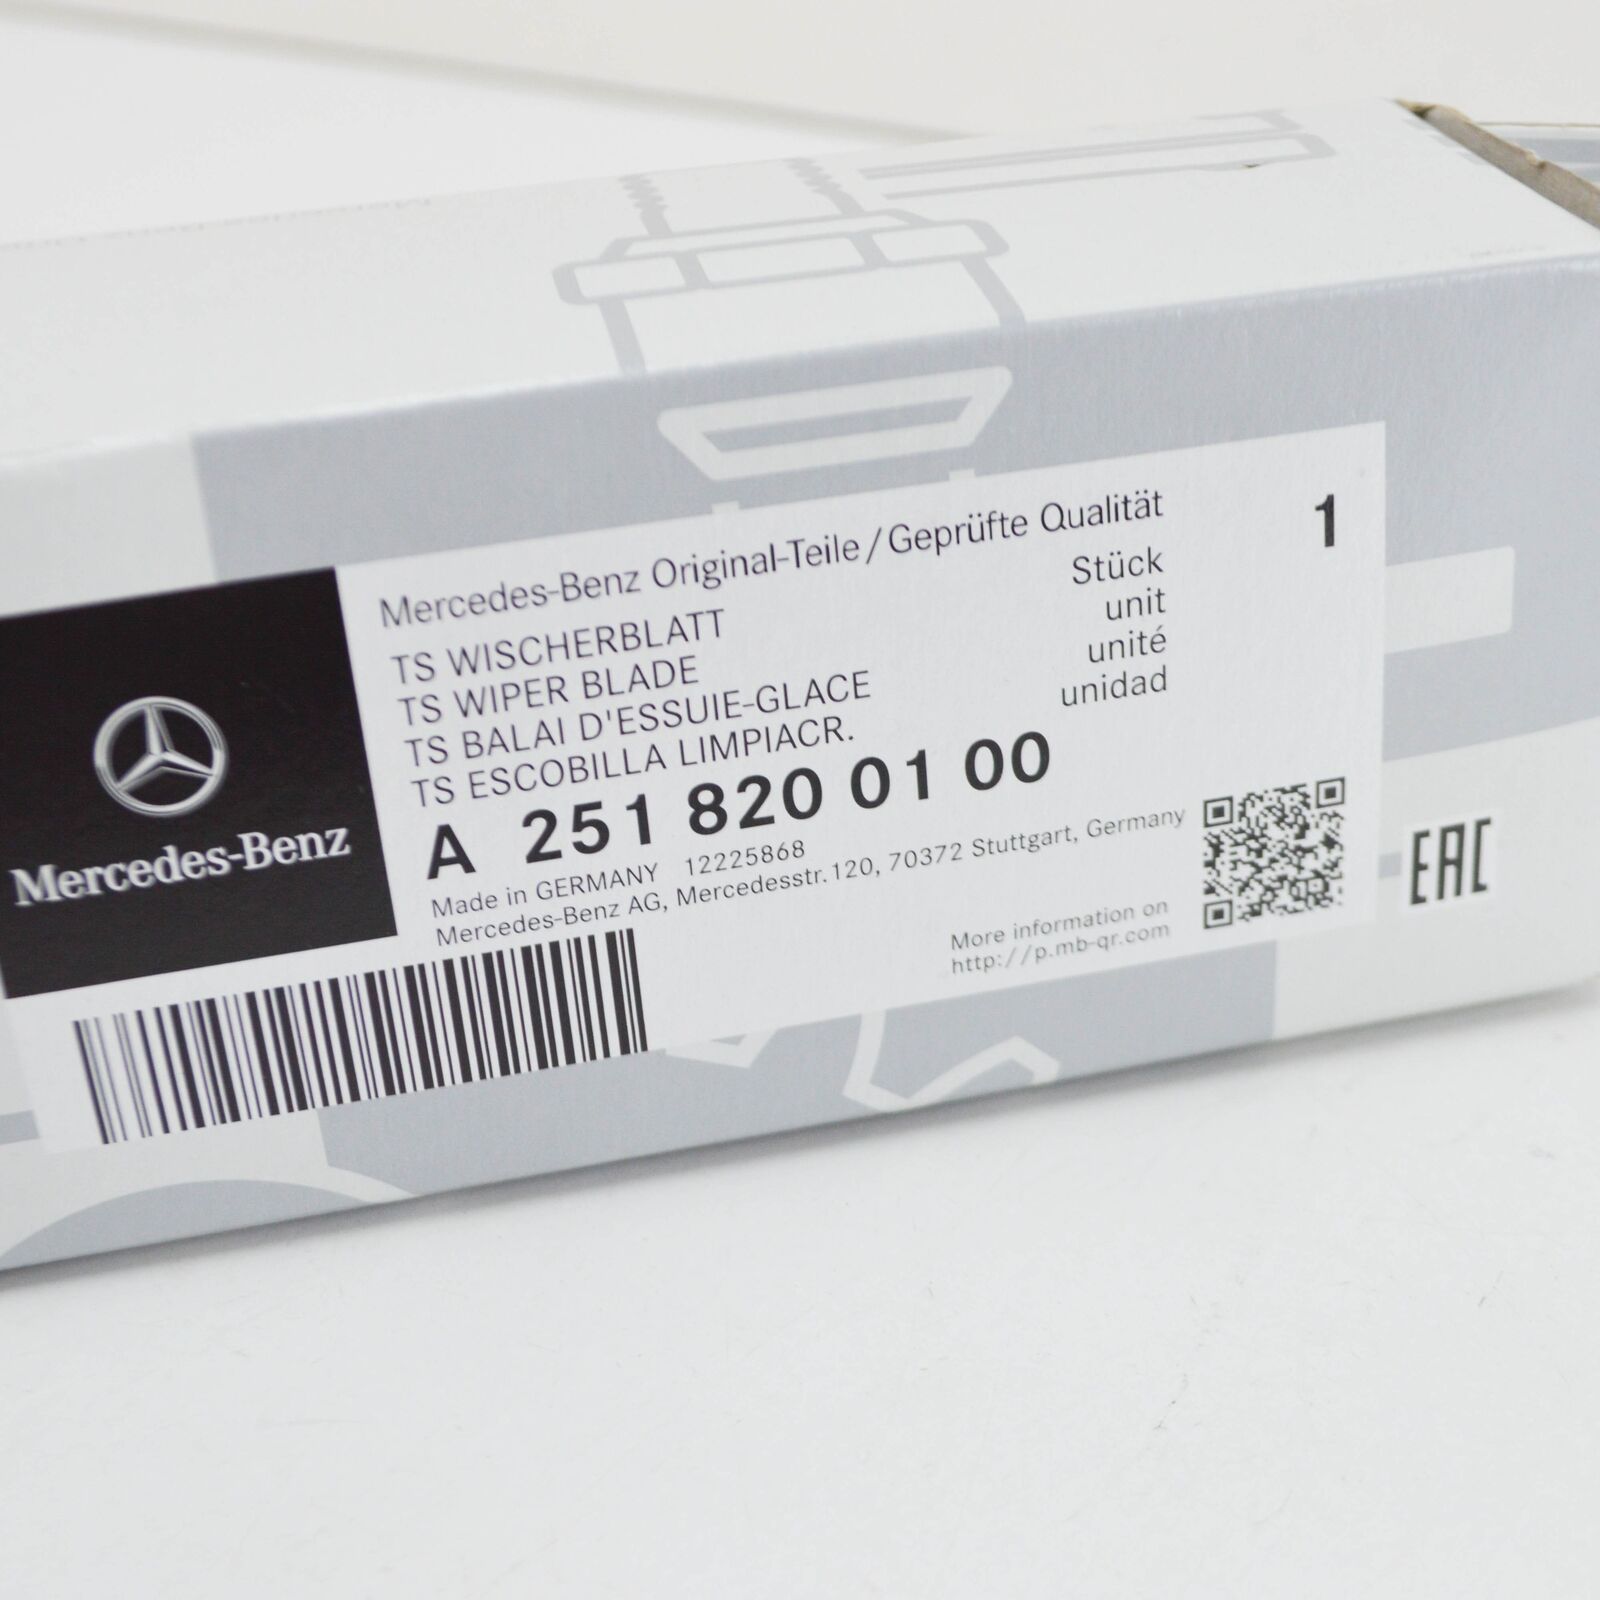 Mercedes-Benz
Mercedes-Benz Original-Teile/Geprüfte Qualität
1
TS WISCHERBLATT
TS WIPER BLADE
TS BALAI D'ESSUIE-GLACE
TS ESCOBILLA LIMPIACR.
Stück
unit
unité
unidad
A 251 820 01 00
Made in GERMANY 12225868
Mercedes-Benz AG, Mercedesstr. 120, 70372 Stuttgart, Germany
More information on
http://p.mb-qr.com
EAC